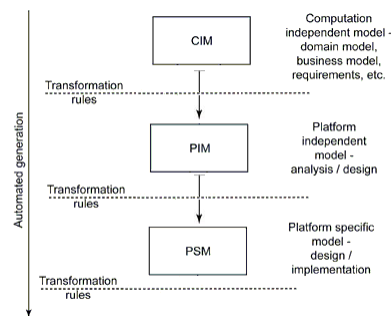 CIM
Computation
independent model -
domain model,
business model,
requirements, etc.
Transformation
rules
PIM
Platform
independent
model -
analysis / design
Transformation
rules
PSM
Platform specific
model -
design /
implementation
Transformation
rules
Automated generation